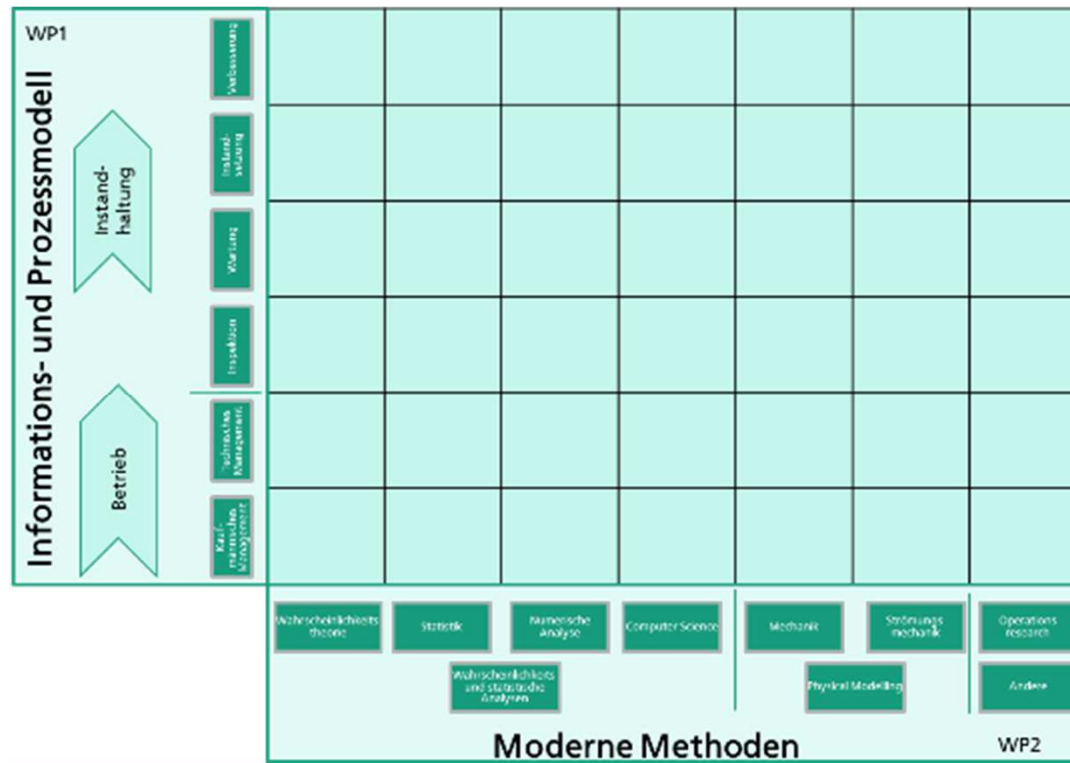 WP1
Informations- und Prozessmodell
Instand-
haltung
Betrieb
Verbesserung
Instand-
setzung
Wartung
Inspektion
Technisches
Management
Kauf-
männisches
Management
Wahrscheinlichkeits
theorie
Statistik
Numerische
Analyse
Computer Science
Mechanik
Strömungs
mechanik
Operations
research
Wahrscheinlichkeits
und statistische
Analysen
Physical Modelling
Andere
Moderne Methoden
WP2